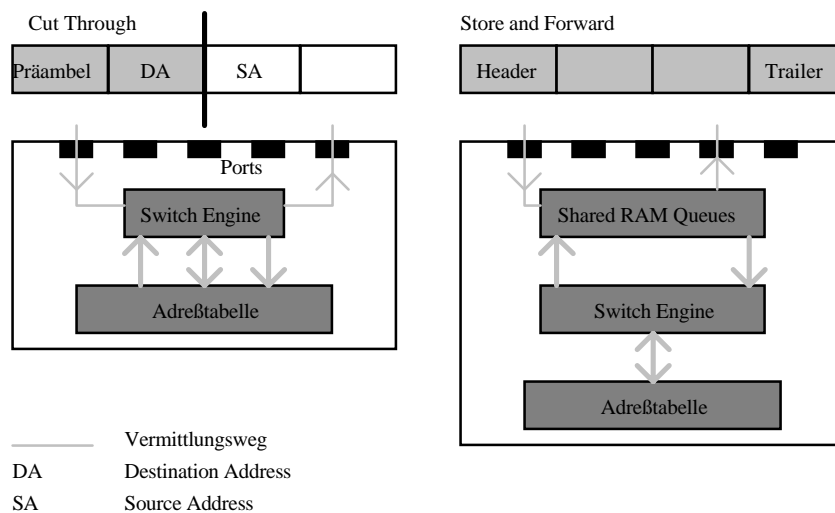 Cut Through
Präambel DA SA
Ports
Switch Engine
Adreßtabelle
Store and Forward
Header Trailer
Shared RAM Queues
Switch Engine
Adreßtabelle
Vermittlungsweg
DA Destination Address
SA Source Address